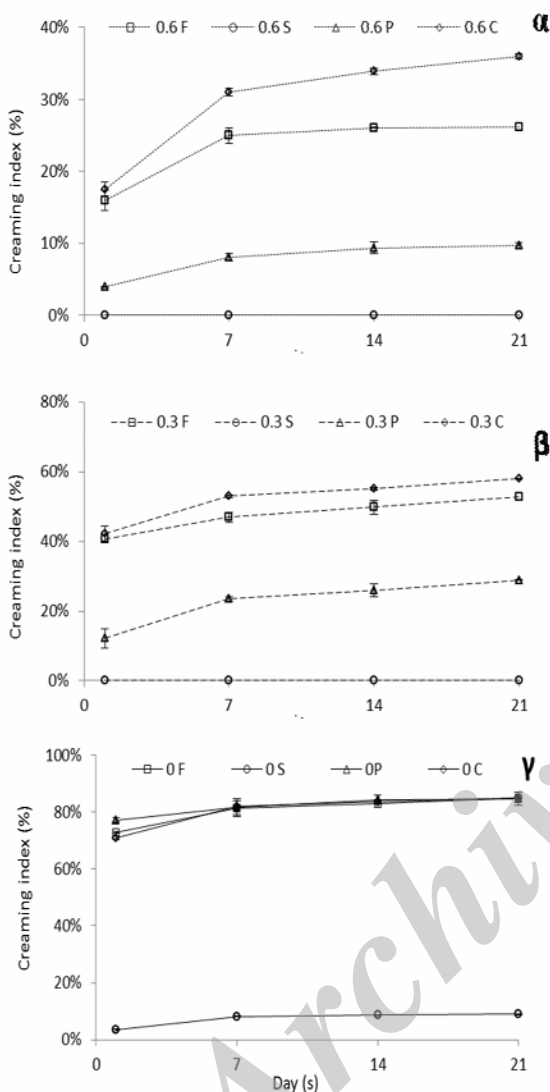 α
0.6 F 0.6 S 0.6 P 0.6 C
40%
30%
20%
10%
0%
Creaming index (%)
0 7 14 21
β
0.3 F 0.3 S 0.3 P 0.3 C
80%
60%
40%
20%
0%
Creaming index (%)
0 7 14 21
γ
0 F 0 S 0P 0 C
100%
80%
60%
40%
20%
0%
Creaming index (%)
0 7 14 21
Day (s)
Archi